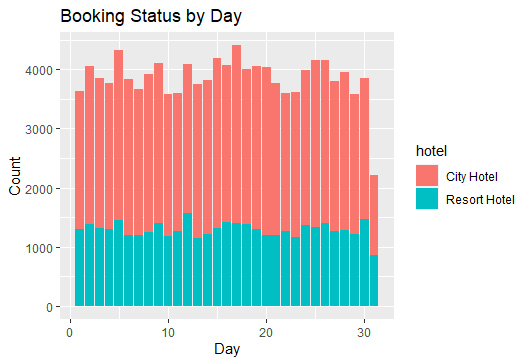 Booking Status by Day
4000
3000
2000
1000
0
Count
0 10 20 30
Day
hotel
City Hotel
Resort Hotel